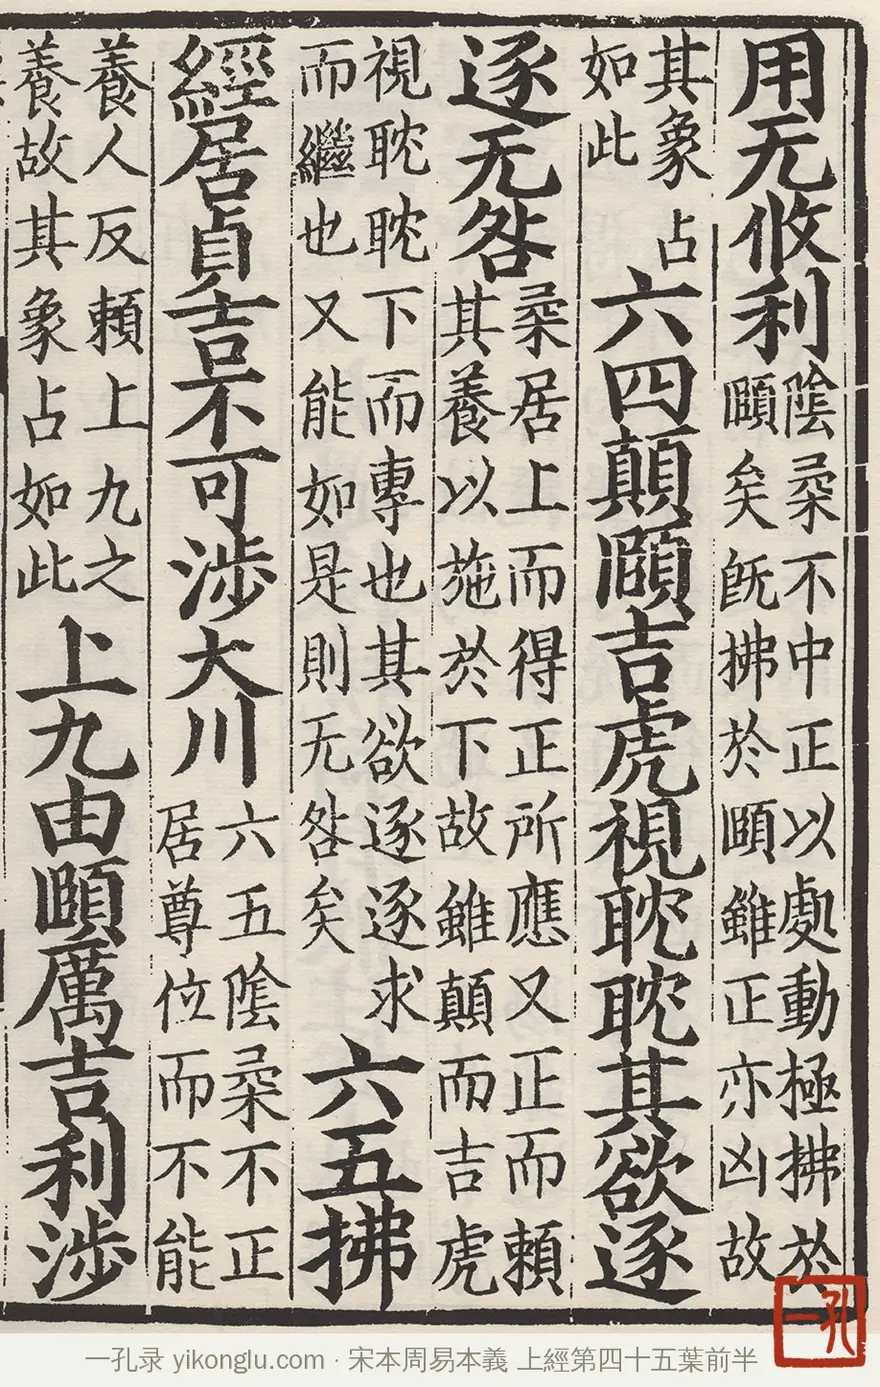 用无攸利
陰柔不中正以處動極拂於
頤矣旣拂於頤雖正亦凶故
其象占
如此
六四顛頤吉虎視耽耽其欲逐
逐无咎
柔居上而得正所應又正而賴
其養以施於下故雖顛而吉虎
視耽耽下而專也其欲逐逐求
而繼也又能如是則无咎矣
六五拂
經居貞吉不可涉大川
六五陰柔不正
居尊位而不能
養人反賴上九之
養故其象占如此
上九由頤厲吉利涉
一孔
一孔录 yikonglu.com · 宋本周易本義 上經第四十五葉前半